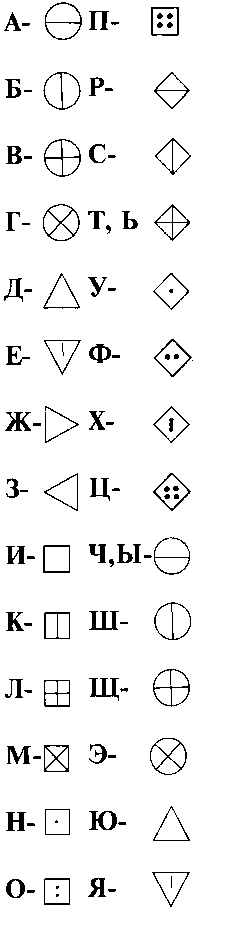 А- П-
Б- Р-
В- С-
Г- Т, Ь
Д- У-
Е- Ф-
Ж- Х-
З- Ц-
И- Ч,Ы-
К- Ш-
Л- Щ-
М- Э-
Н- Ю-
О- Я-